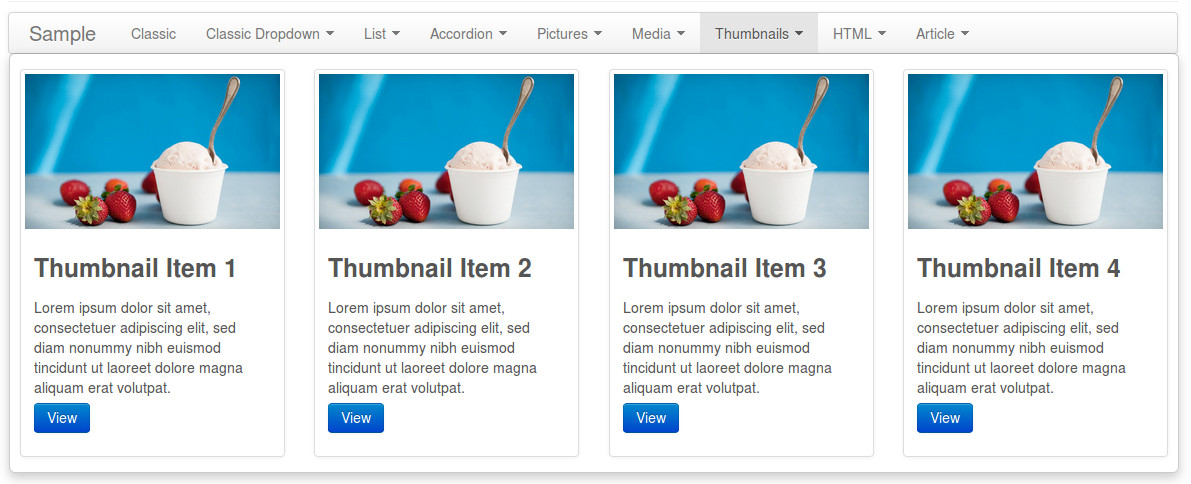 Sample Classic Classic Dropdown List Accordion Pictures Media Thumbnails HTML Article
Thumbnail Item 1
Lorem ipsum dolor sit amet,
consectetuer adipiscing elit, sed
diam nonummy nibh euismod
tincidunt ut laoreet dolore magna
aliquam erat volutpat.
View
Thumbnail Item 2
Lorem ipsum dolor sit amet,
consectetuer adipiscing elit, sed
diam nonummy nibh euismod
tincidunt ut laoreet dolore magna
aliquam erat volutpat.
View
Thumbnail Item 3
Lorem ipsum dolor sit amet,
consectetuer adipiscing elit, sed
diam nonummy nibh euismod
tincidunt ut laoreet dolore magna
aliquam erat volutpat.
View
Thumbnail Item 4
Lorem ipsum dolor sit amet,
consectetuer adipiscing elit, sed
diam nonummy nibh euismod
tincidunt ut laoreet dolore magna
aliquam erat volutpat.
View